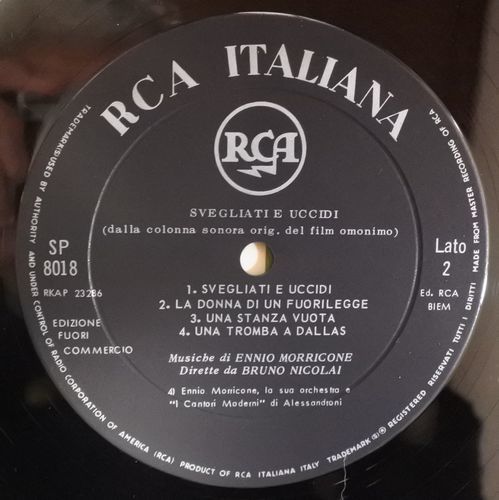 RCA ITALIANA
RCA
SVEGLIATI E UCCIDI
(dalla colonna sonora orig. del film omonimo)
SP
8018
RKAP 23286
EDIZIONE
FUORI
COMMERCIO
Lato
2
Ed. RCA
BIEM
1. SVEGLIATI E UCCIDI
2. LA DONNA DI UN FUORILEGGE
3. UNA STANZA VUOTA
4. UNA TROMBA A DALLAS
Musiche di ENNIO MORRICONE
Dirette da BRUNO NICOLAI
4) Ennio Morricone, la sua orchestra e
"I Cantori Moderni" di Alessandroni
TRADEMARK(S)USED BY AUTHORITY AND UNDER CONTROL OF RADIO CORPORATION OF AMERICA (RCA) PRODUCT OF RCA ITALIANA ITALY TRADEMARK(S)® REGISTERED RISERVATI TUTTI I DIRITTI MADE FROM MASTER RECORDING OF RCA